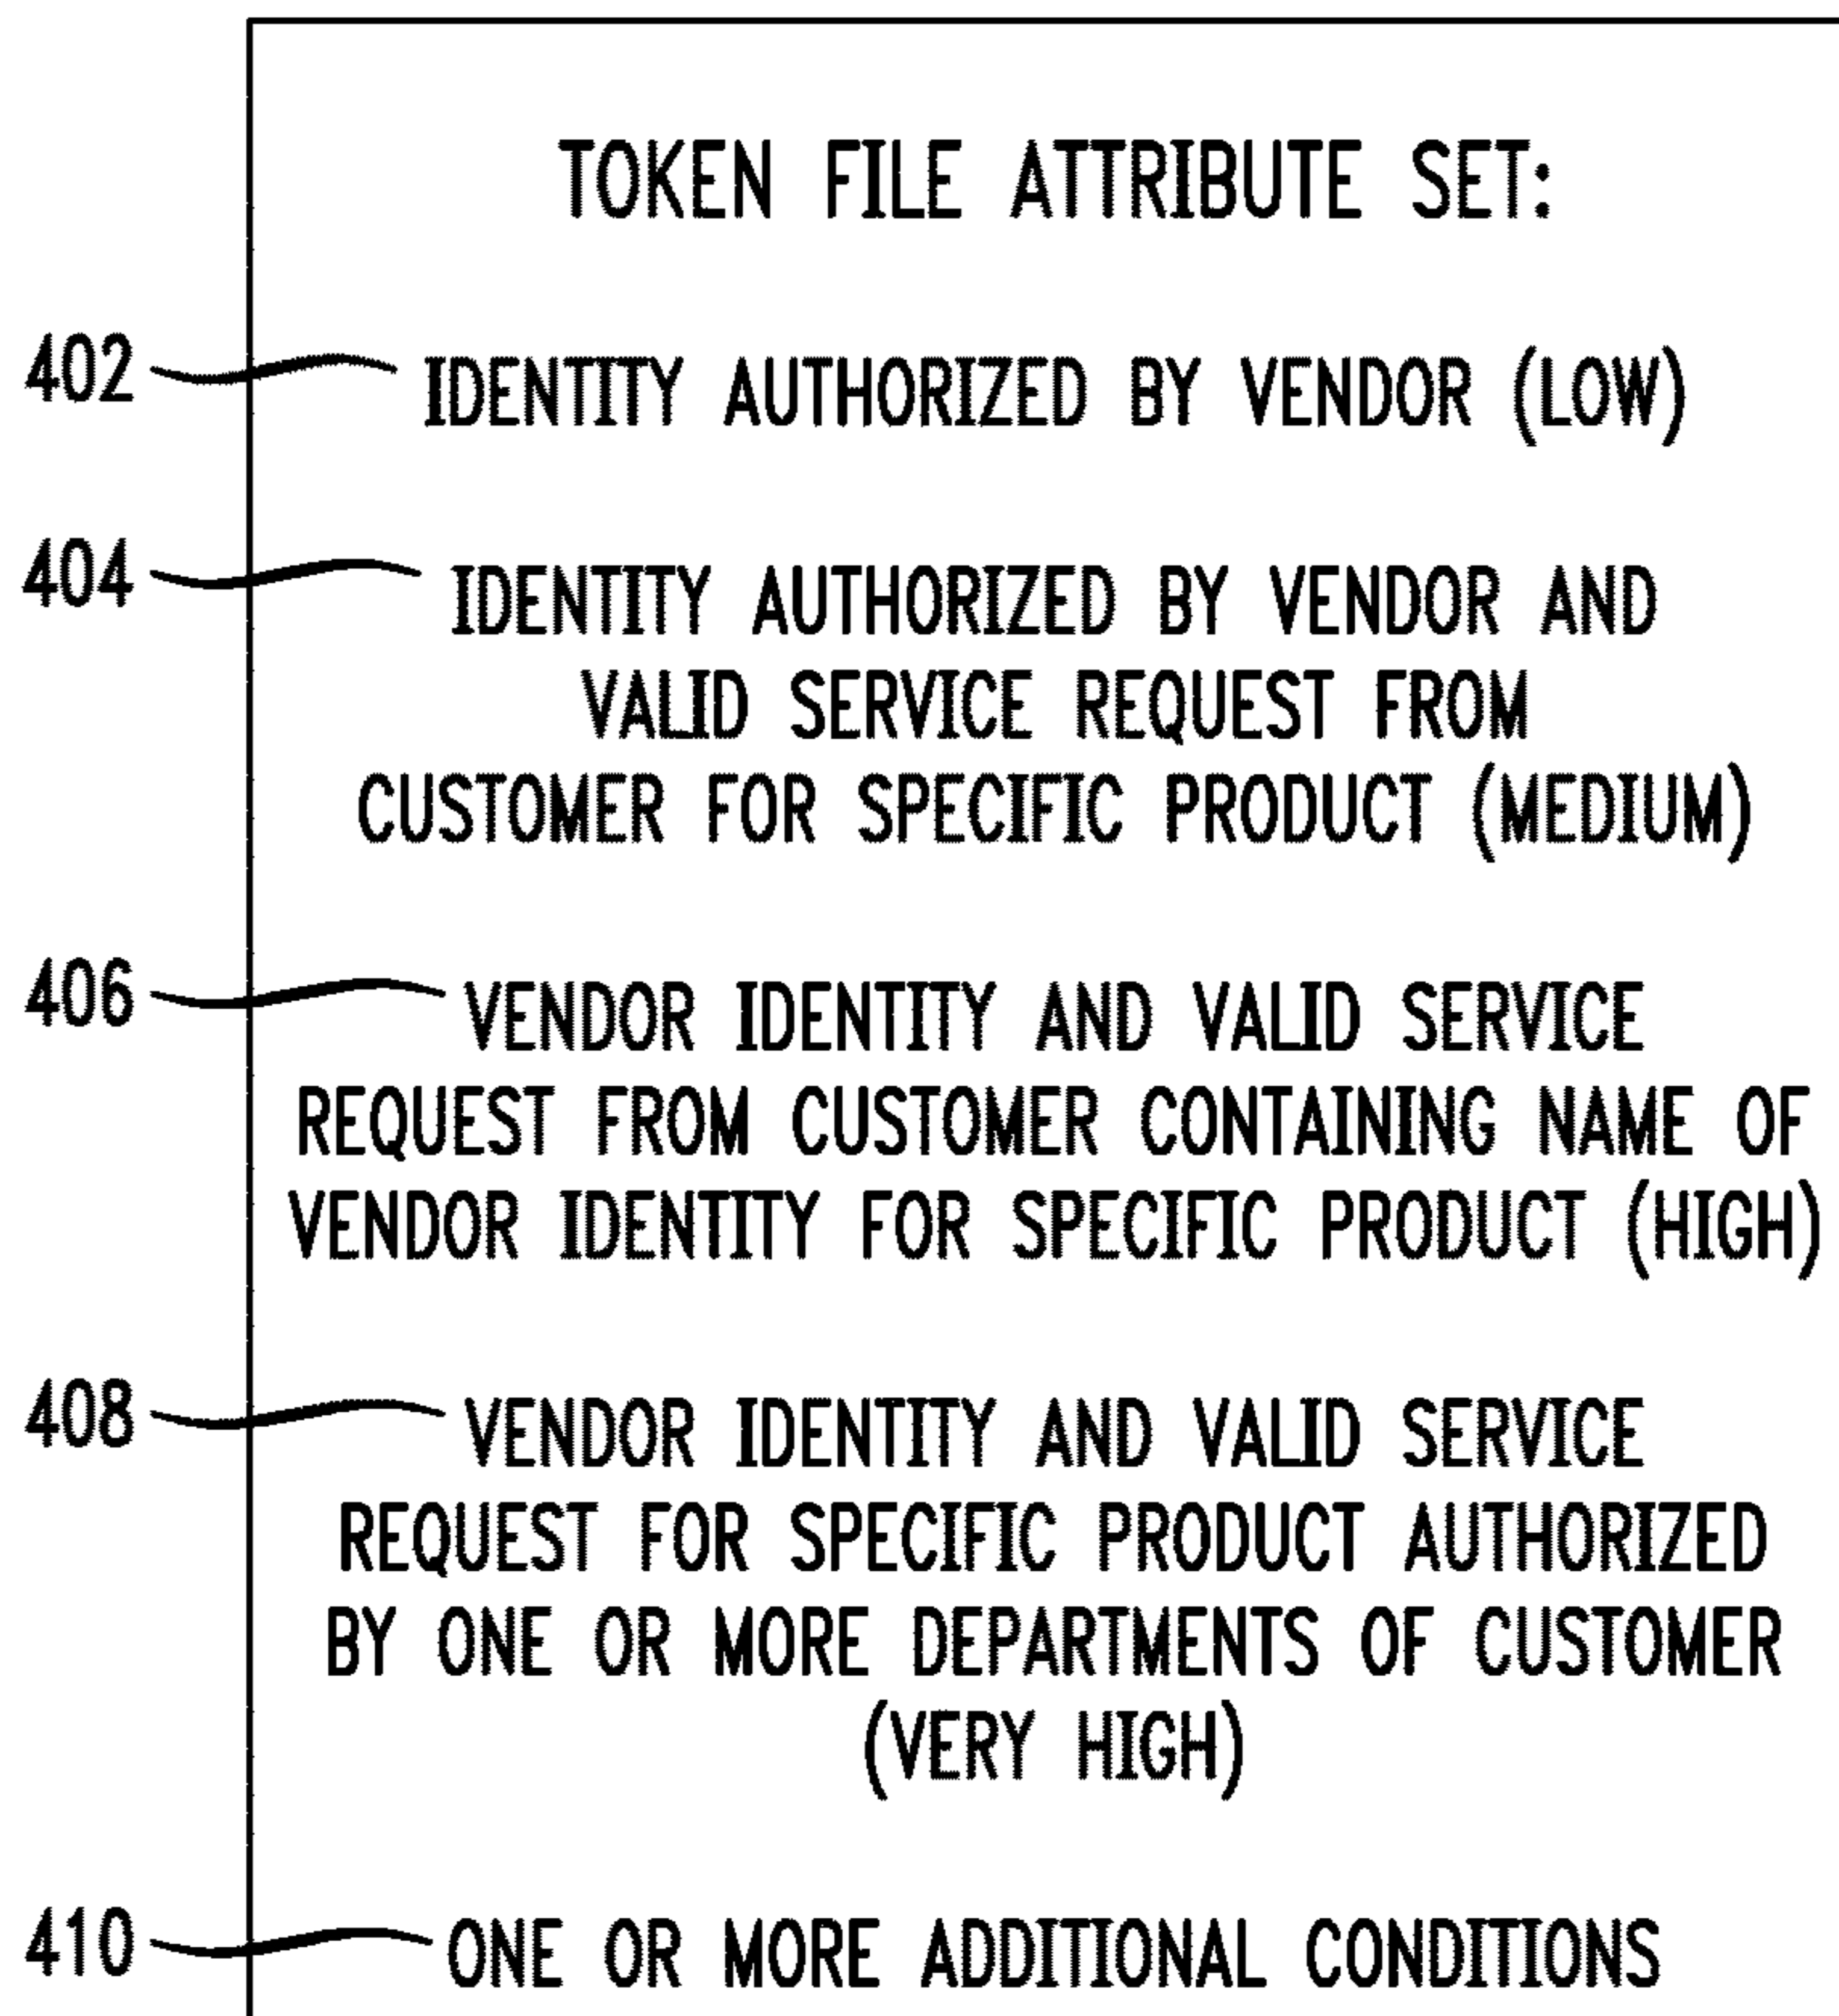 TOKEN FILE ATTRIBUTE SET:
402 IDENTITY AUTHORIZED BY VENDOR (LOW)
404 IDENTITY AUTHORIZED BY VENDOR AND
VALID SERVICE REQUEST FROM
CUSTOMER FOR SPECIFIC PRODUCT (MEDIUM)
406 VENDOR IDENTITY AND VALID SERVICE
REQUEST FROM CUSTOMER CONTAINING NAME OF
VENDOR IDENTITY FOR SPECIFIC PRODUCT (HIGH)
408 VENDOR IDENTITY AND VALID SERVICE
REQUEST FOR SPECIFIC PRODUCT AUTHORIZED
BY ONE OR MORE DEPARTMENTS OF CUSTOMER
(VERY HIGH)
410 ONE OR MORE ADDITIONAL CONDITIONS